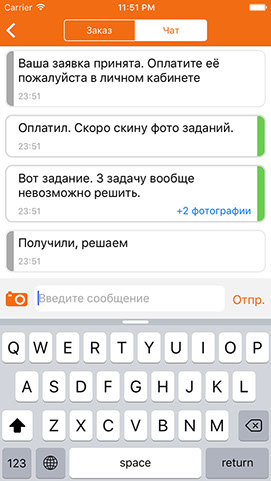 Carrier 11:51 PM
Заказ Чат
Ваша заявка принята. Оплатите её
пожалуйста в личном кабинете
23:51
Оплатил. Скоро скину фото заданий.
23:51
Вот задание. 3 задачу вообще
невозможно решить.
23:51 +2 фотографии
Получили, решаем
23:51
Введите сообщение Отпр.
Q W E R T Y U I O P
A S D F G H J K L
Z X C V B N M
123 space return